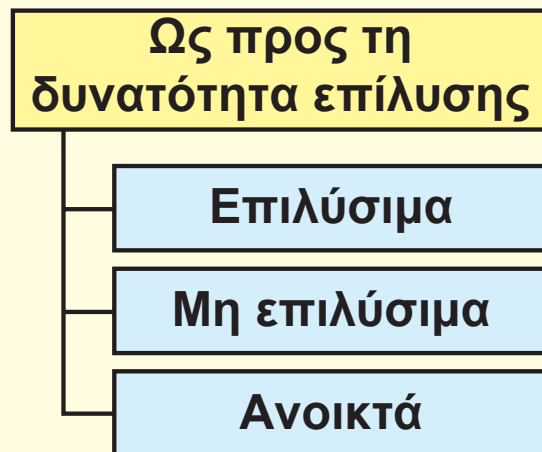 Ως προς τη
δυνατότητα επίλυσης
Επιλύσιμα
Μη επιλύσιμα
Ανοικτά